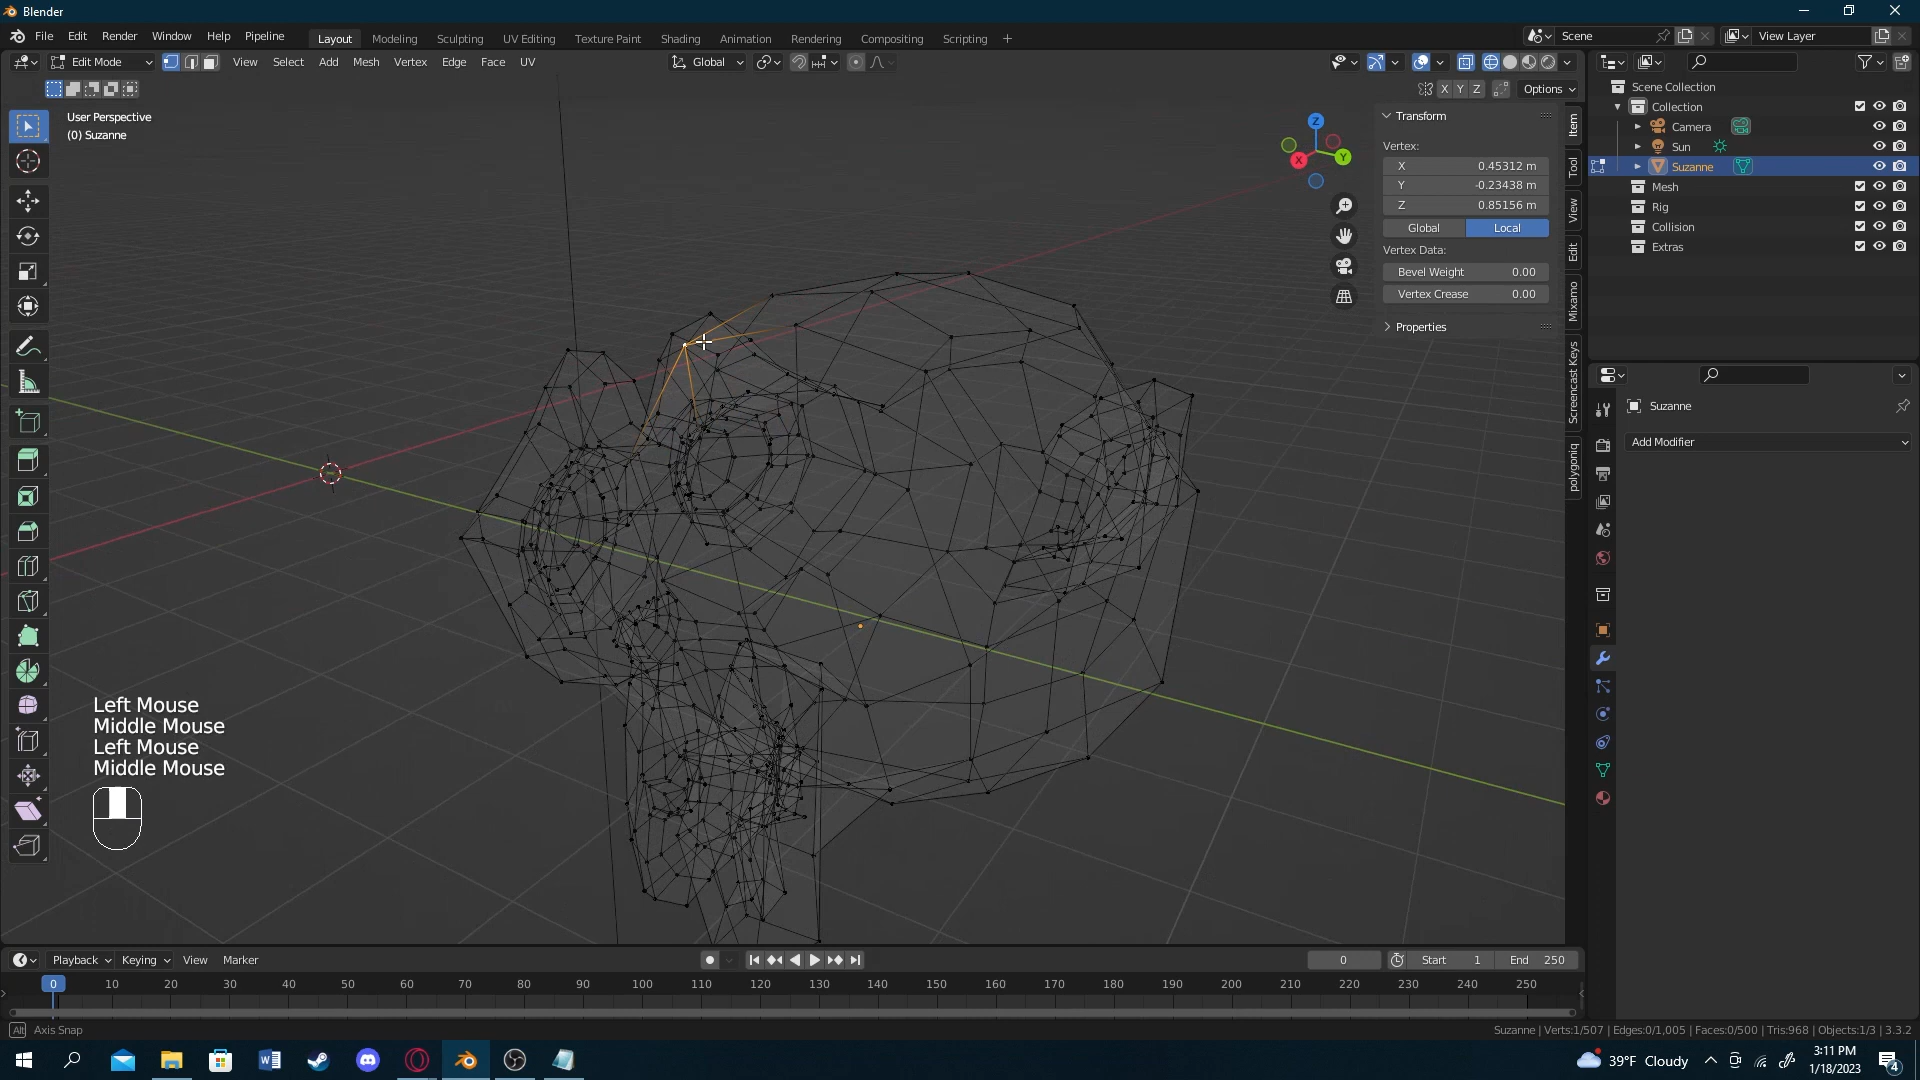 Blender
File Edit Render Window Help Pipeline
Layout Modeling Sculpting UV Editing Texture Paint Shading Animation Rendering Compositing Scripting +
Scene
View Layer
Edit Mode
View Select Add Mesh Vertex Edge Face UV
Global
X Y Z
Options
User Perspective
(0) Suzanne
Z
X
Y
Transform
Vertex:
X 0.45312 m
Y -0.23438 m
Z 0.85156 m
Global Local
Vertex Data:
Bevel Weight 0.00
Vertex Crease 0.00
Properties
Item
Tool
View
Edit
Mixamo
Screencast Keys
polygoniq
Scene Collection
Collection
Camera
Sun
Suzanne
Mesh
Rig
Collision
Extras
Suzanne
Add Modifier
Left Mouse
Middle Mouse
Left Mouse
Middle Mouse
Playback Keying View Marker
0
Start 1
End 250
0 10 20 30 40 50 60 70 80 90 100 110 120 130 140 150 160 170 180 190 200 210 220 230 240 250
Alt Axis Snap
Suzanne | Verts:1/507 | Edges:0/1,005 | Faces:0/500 | Tris:968 | Objects:1/3 | 3.3.2
39°F Cloudy
3:11 PM
1/18/2023
4